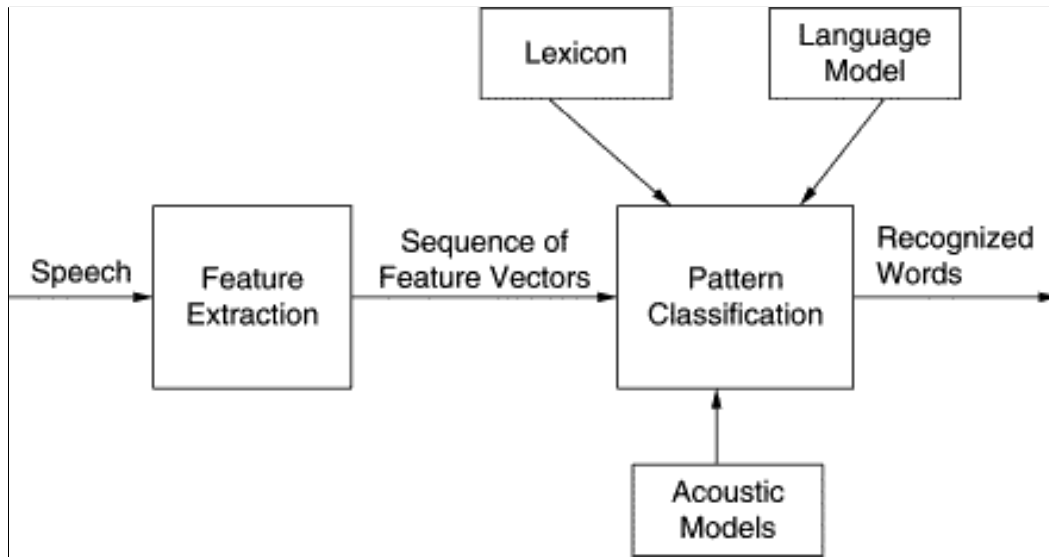 Lexicon
Language
Model
Speech
Feature
Extraction
Sequence of
Feature Vectors
Pattern
Classification
Recognized
Words
Acoustic
Models